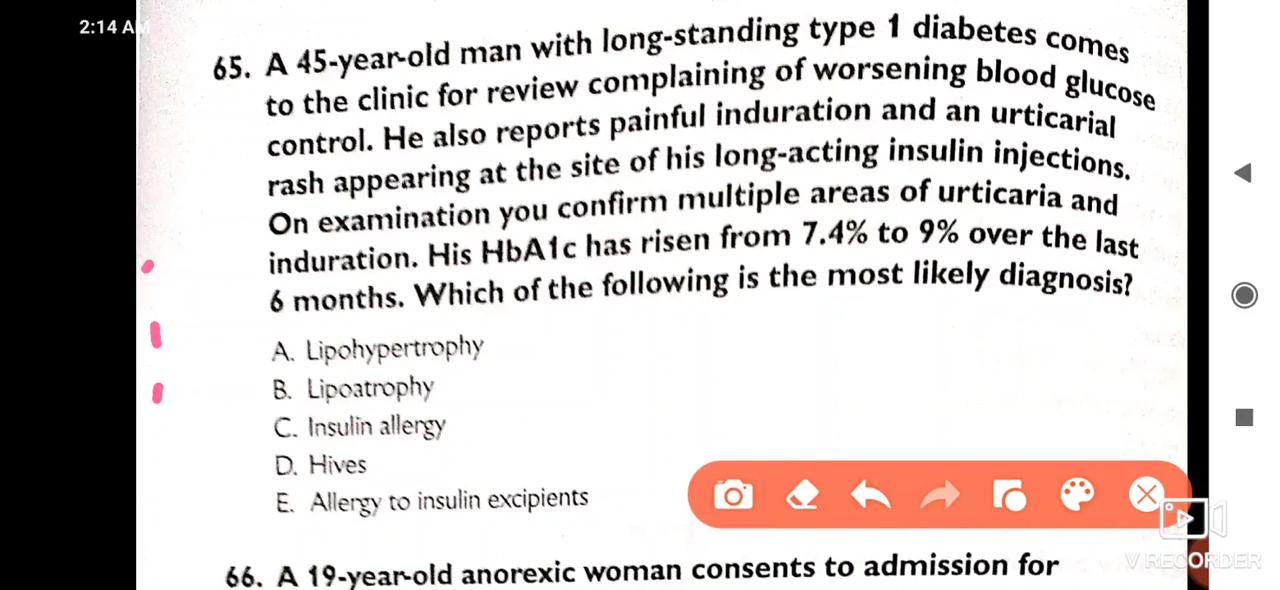 2:14 AM
65. A 45-year-old man with long-standing type 1 diabetes comes
to the clinic for review complaining of worsening blood glucose
control. He also reports painful induration and an urticarial
rash appearing at the site of his long-acting insulin injections.
On examination you confirm multiple areas of urticaria and
induration. His HbA1c has risen from 7.4% to 9% over the last
6 months. Which of the following is the most likely diagnosis?
A. Lipohypertrophy
B. Lipoatrophy
C. Insulin allergy
D. Hives
E. Allergy to insulin excipients
V RECORDER
66. A 19-year-old anorexic woman consents to admission for